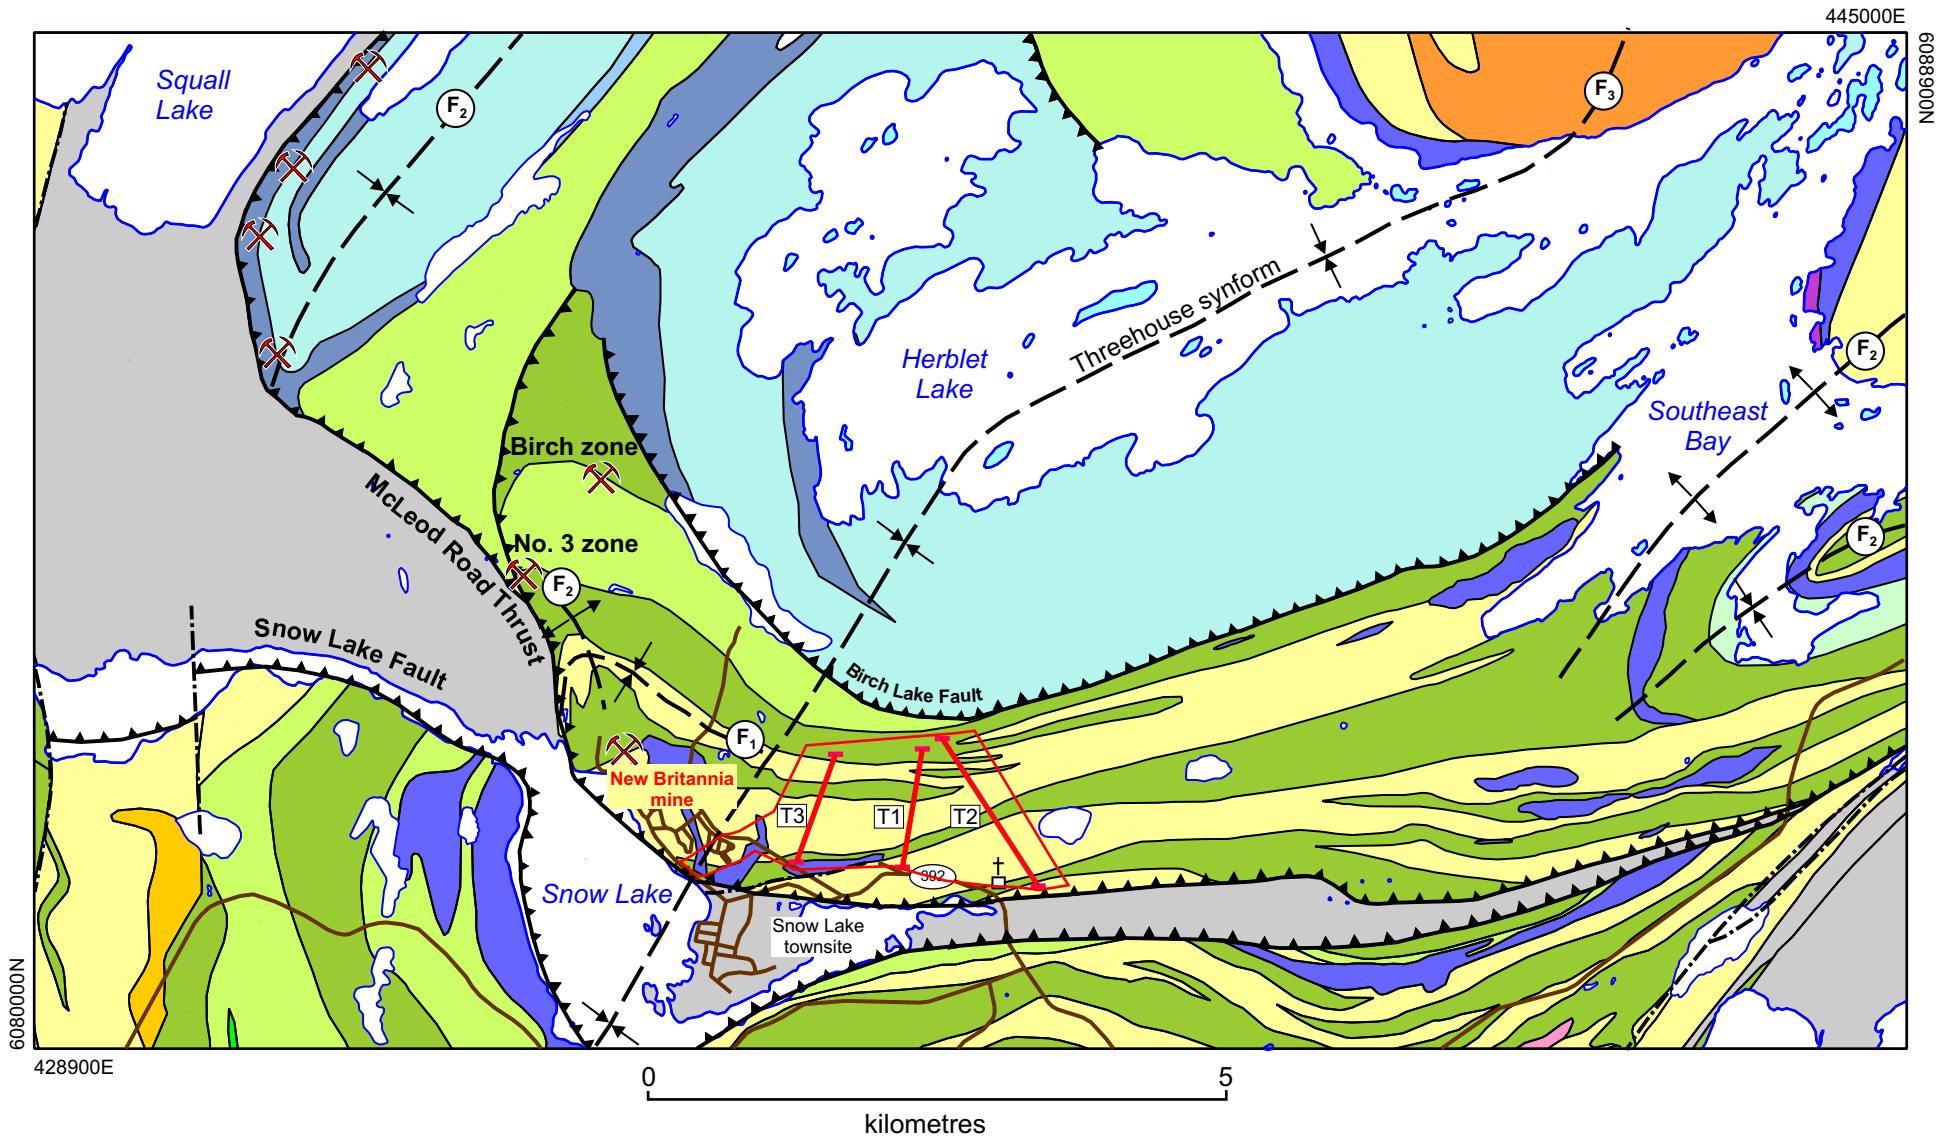 445000E
6088900N
Squall
Lake
F2
F3
Threehouse synform
Herblet
Lake
F2
Southeast
Bay
Birch zone
McLeod Road Thrust
No. 3 zone
F2
F2
Snow Lake Fault
Birch Lake Fault
F1
New Britannia
mine
T3
T1
T2
392
Snow Lake
Snow Lake
townsite
6080000N
428900E
0
5
kilometres